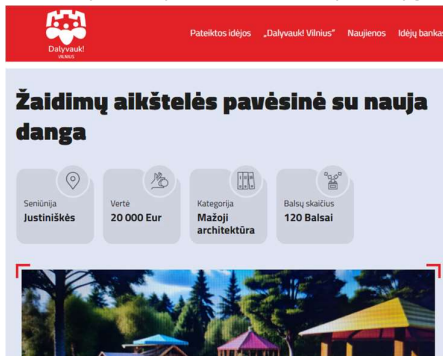 Dalyvauk!
VILNIUS
Pateiktos idėjos „Dalyvauk! Vilnius" Naujienos Idėjų bankas
Žaidimų aikštelės pavėsinė su nauja
danga
Seniūnija
Justiniškės
Vertė
20 000 Eur
Kategorija
Mažoji
architektūra
Balsų skaičius
120 Balsai